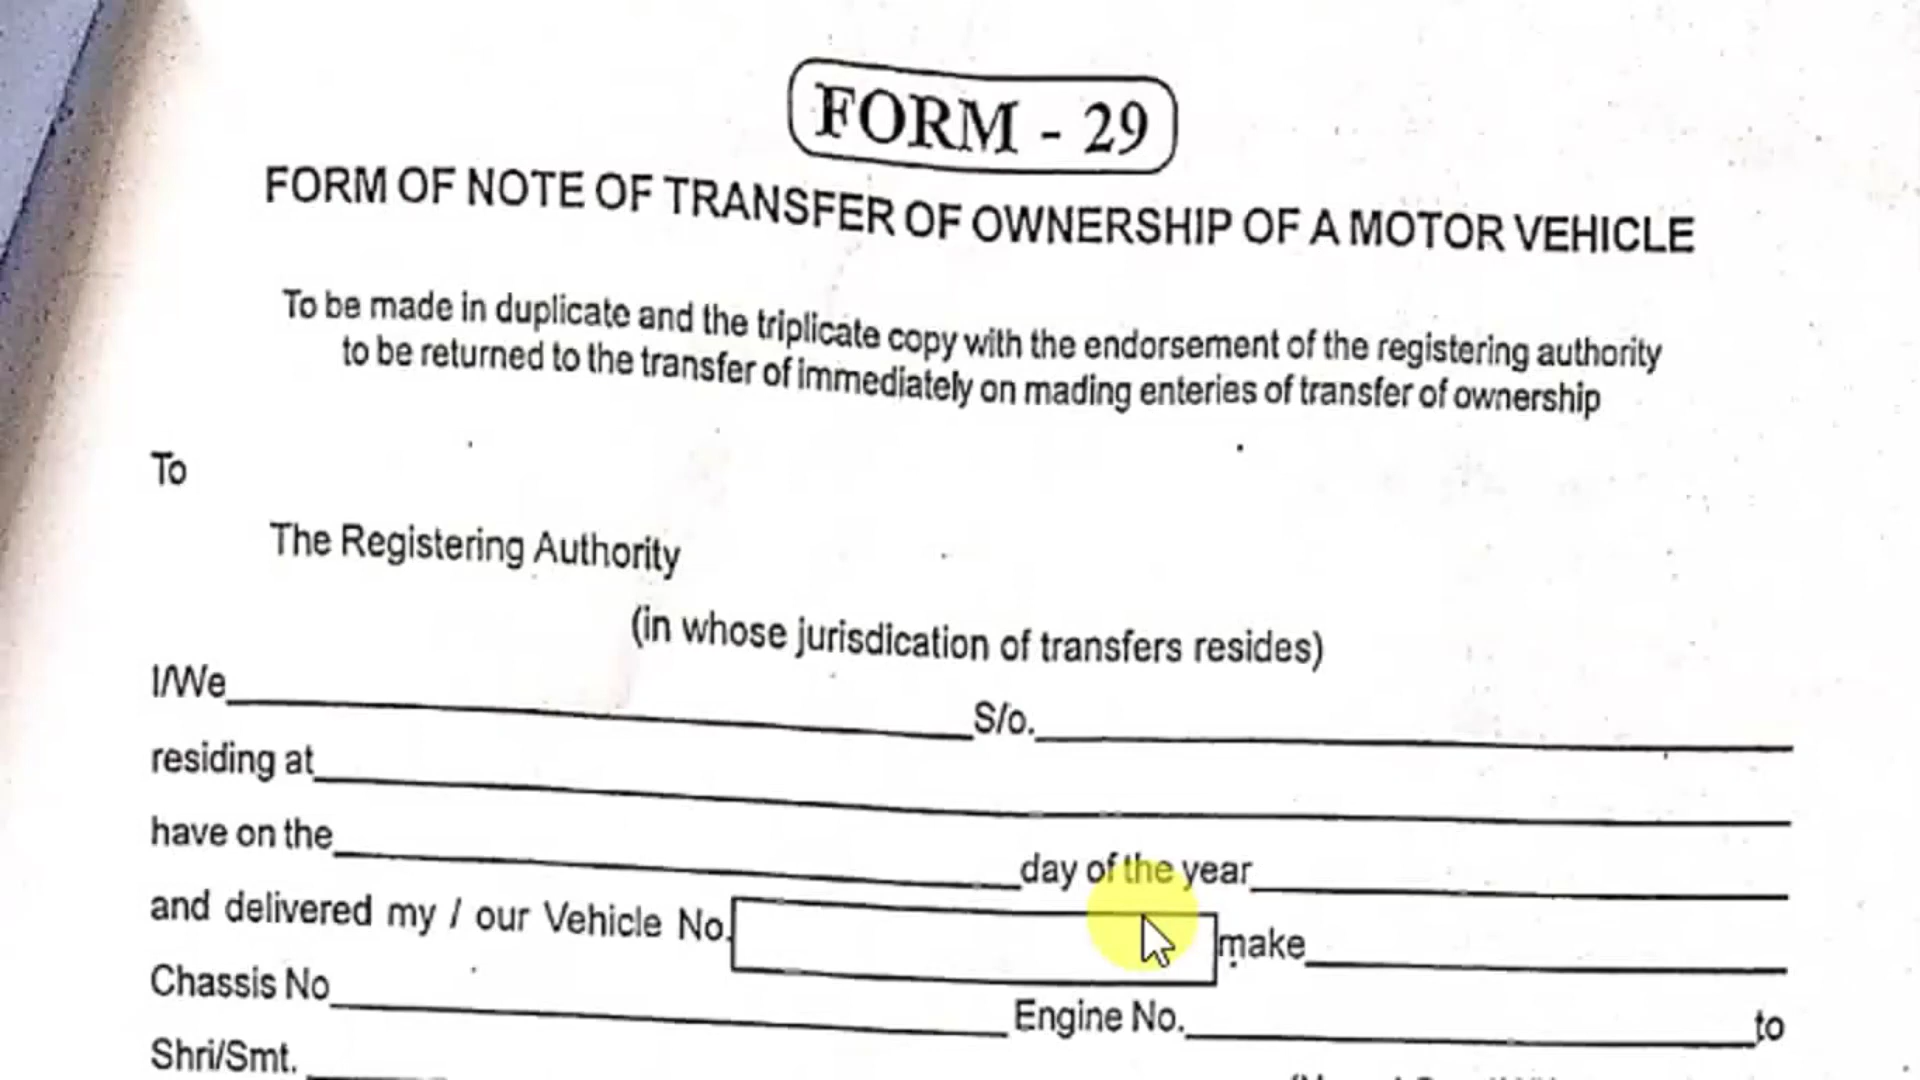 FORM - 29
FORM OF NOTE OF TRANSFER OF OWNERSHIP OF A MOTOR VEHICLE
To be made in duplicate and the triplicate copy with the endorsement of the registering authority
to be returned to the transfer of immediately on mading enteries of transfer of ownership
To
The Registering Authority
(in whose jurisdication of transfers resides)
I/We S/o.
residing at
have on the day of the year
and delivered my / our Vehicle No. make
Chassis No Engine No. to
Shri/Smt.